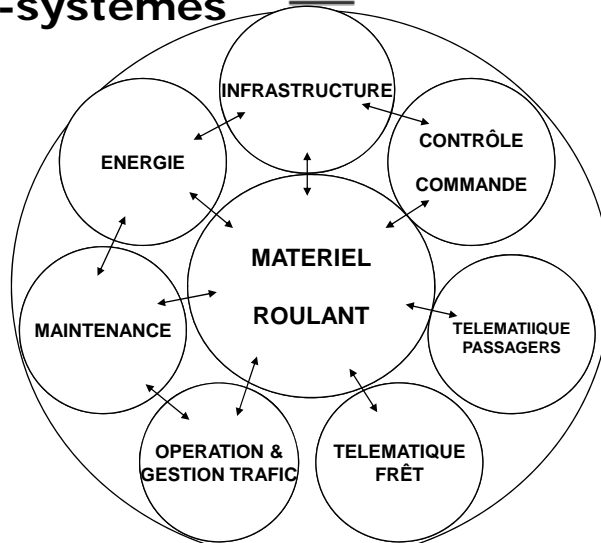 -systèmes
INFRASTRUCTURE
CONTRÔLE
COMMANDE
ENERGIE
MATERIEL
ROULANT
MAINTENANCE
TELEMATIIQUE
PASSAGERS
OPERATION &
GESTION TRAFIC
TELEMATIQUE
FRÊT